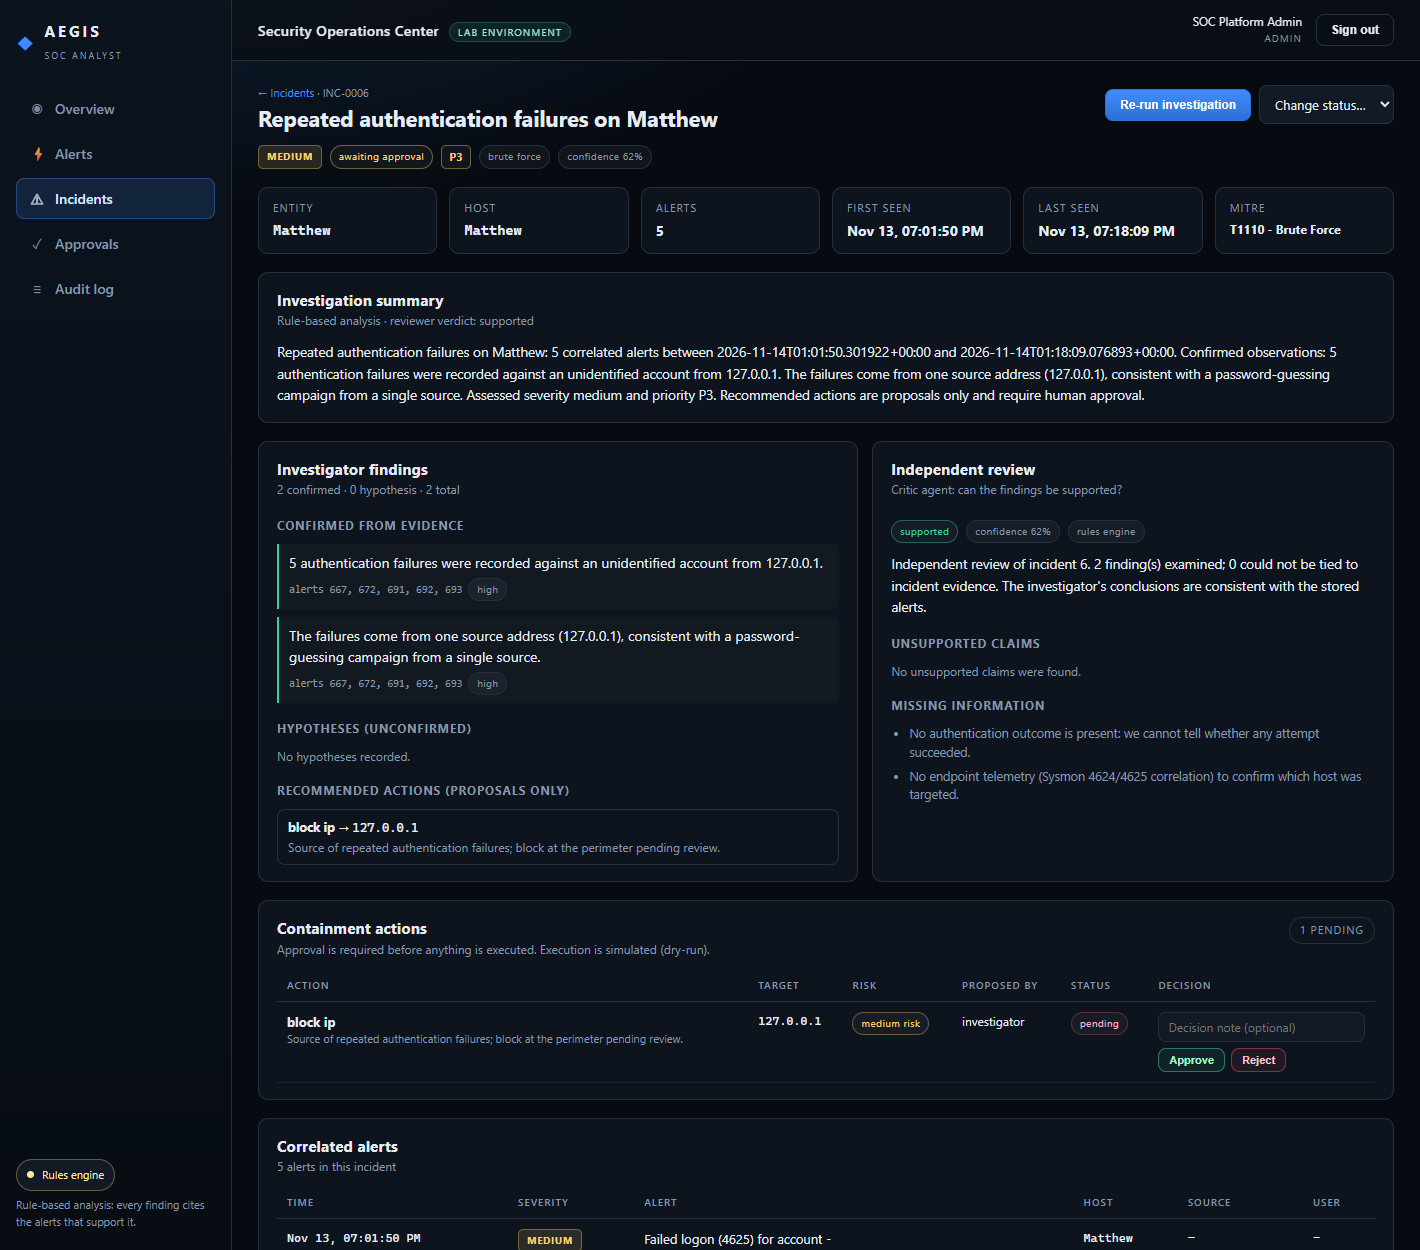 AEGIS
SOC ANALYST
Overview
Alerts
Incidents
Approvals
Audit log
Rules engine
Rule-based analysis: every finding cites
the alerts that support it.
Security Operations Center
LAB ENVIRONMENT
SOC Platform Admin
ADMIN
Sign out
← Incidents · INC-0006
Repeated authentication failures on Matthew
Re-run investigation
Change status...
MEDIUM
awaiting approval
P3
brute force
confidence 62%
ENTITY
Matthew
HOST
Matthew
ALERTS
5
FIRST SEEN
Nov 13, 07:01:50 PM
LAST SEEN
Nov 13, 07:18:09 PM
MITRE
T1110 - Brute Force
Investigation summary
Rule-based analysis · reviewer verdict: supported
Repeated authentication failures on Matthew: 5 correlated alerts between 2026-11-14T01:01:50.301922+00:00 and 2026-11-14T01:18:09.076893+00:00. Confirmed observations: 5
authentication failures were recorded against an unidentified account from 127.0.0.1. The failures come from one source address (127.0.0.1), consistent with a password-guessing
campaign from a single source. Assessed severity medium and priority P3. Recommended actions are proposals only and require human approval.
Investigator findings
2 confirmed · 0 hypothesis · 2 total
CONFIRMED FROM EVIDENCE
5 authentication failures were recorded against an unidentified account from 127.0.0.1.
alerts 667, 672, 691, 692, 693 high
The failures come from one source address (127.0.0.1), consistent with a password-
guessing campaign from a single source.
alerts 667, 672, 691, 692, 693 high
HYPOTHESES (UNCONFIRMED)
No hypotheses recorded.
RECOMMENDED ACTIONS (PROPOSALS ONLY)
block ip → 127.0.0.1
Source of repeated authentication failures; block at the perimeter pending review.
Independent review
Critic agent: can the findings be supported?
supported
confidence 62%
rules engine
Independent review of incident 6. 2 finding(s) examined; 0 could not be tied to
incident evidence. The investigator's conclusions are consistent with the stored
alerts.
UNSUPPORTED CLAIMS
No unsupported claims were found.
MISSING INFORMATION
• No authentication outcome is present: we cannot tell whether any attempt
succeeded.
• No endpoint telemetry (Sysmon 4624/4625 correlation) to confirm which host was
targeted.
Containment actions
Approval is required before anything is executed. Execution is simulated (dry-run).
1 PENDING
ACTION TARGET RISK PROPOSED BY STATUS DECISION
block ip 127.0.0.1 medium risk investigator pending
Source of repeated authentication failures; block at the perimeter pending review.
Decision note (optional)
Approve Reject
Correlated alerts
5 alerts in this incident
TIME SEVERITY ALERT HOST SOURCE USER
Nov 13, 07:01:50 PM MEDIUM Failed logon (4625) for account - Matthew — —